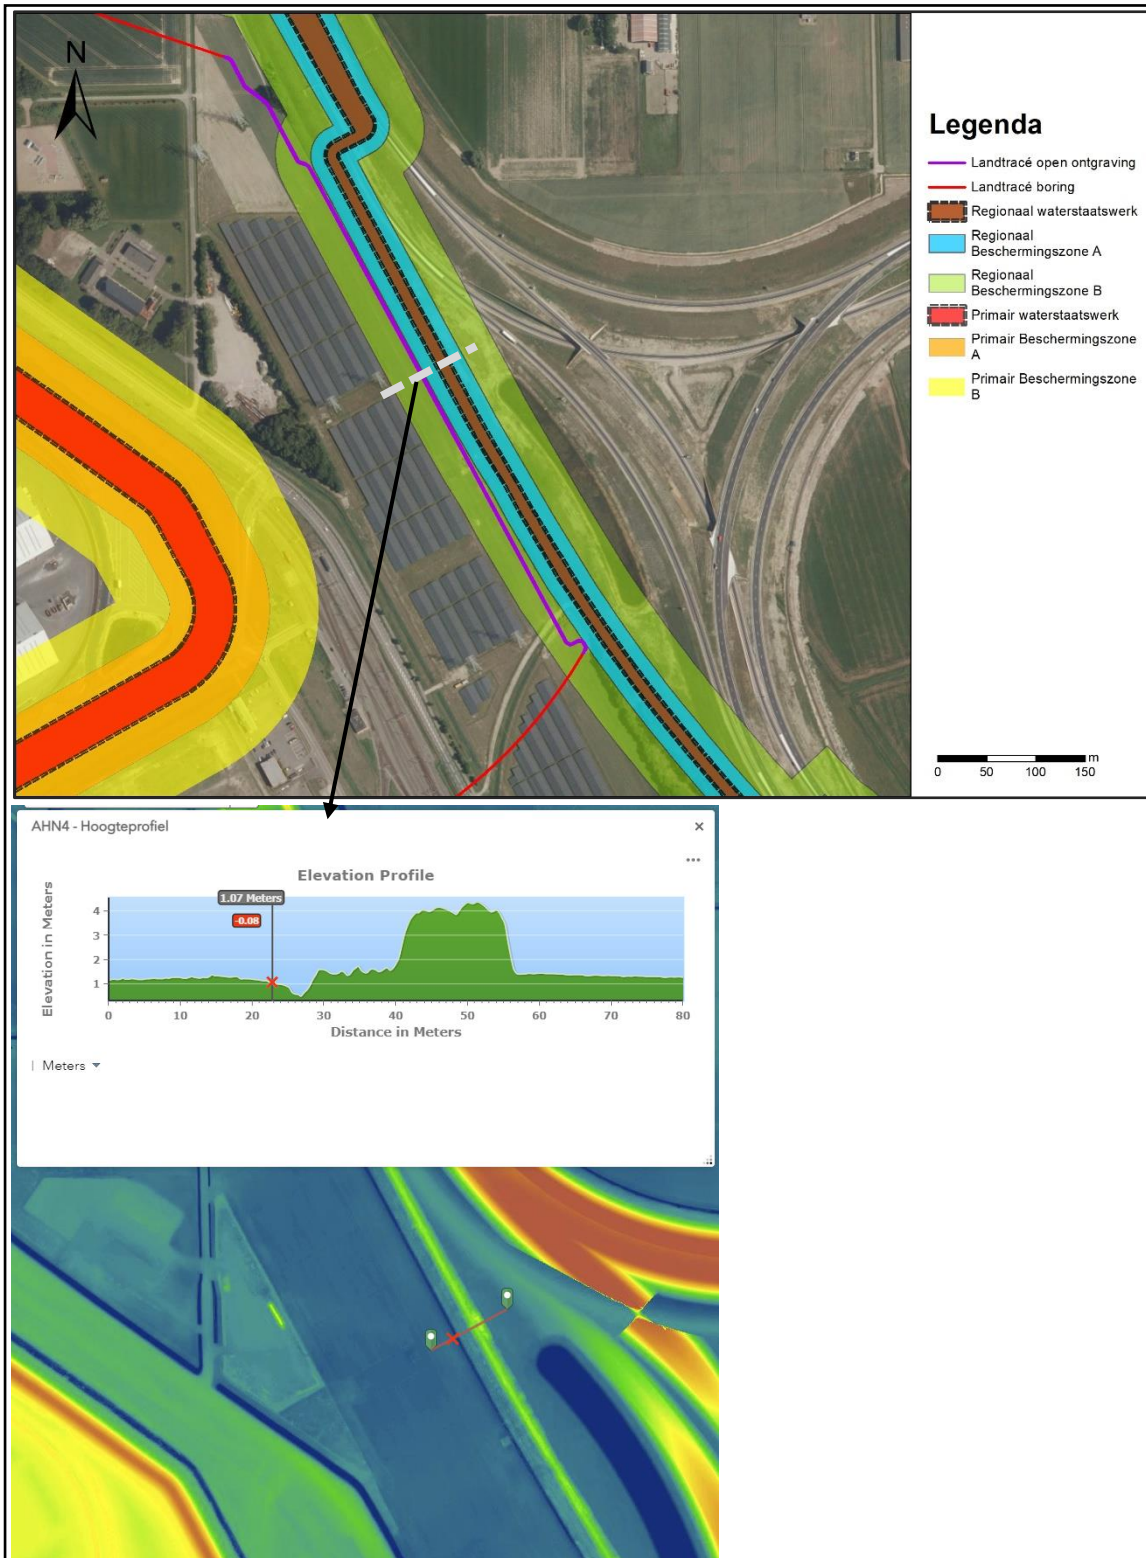 N
Legenda
Landtracé open ontgraving
Landtracé boring
Regionaal waterstaatswerk
Regionaal
Beschermingszone A
Regionaal
Beschermingszone B
Primair waterstaatswerk
Primair Beschermingszone
A
Primair Beschermingszone
B
m
0 50 100 150
AHN4 - Hoogteprofiel
×
Elevation Profile
1.07 Meters
-0.08
Elevation in Meters
4
3
2
1
0 10 20 30 40 50 60 70 80
Distance in Meters
Meters